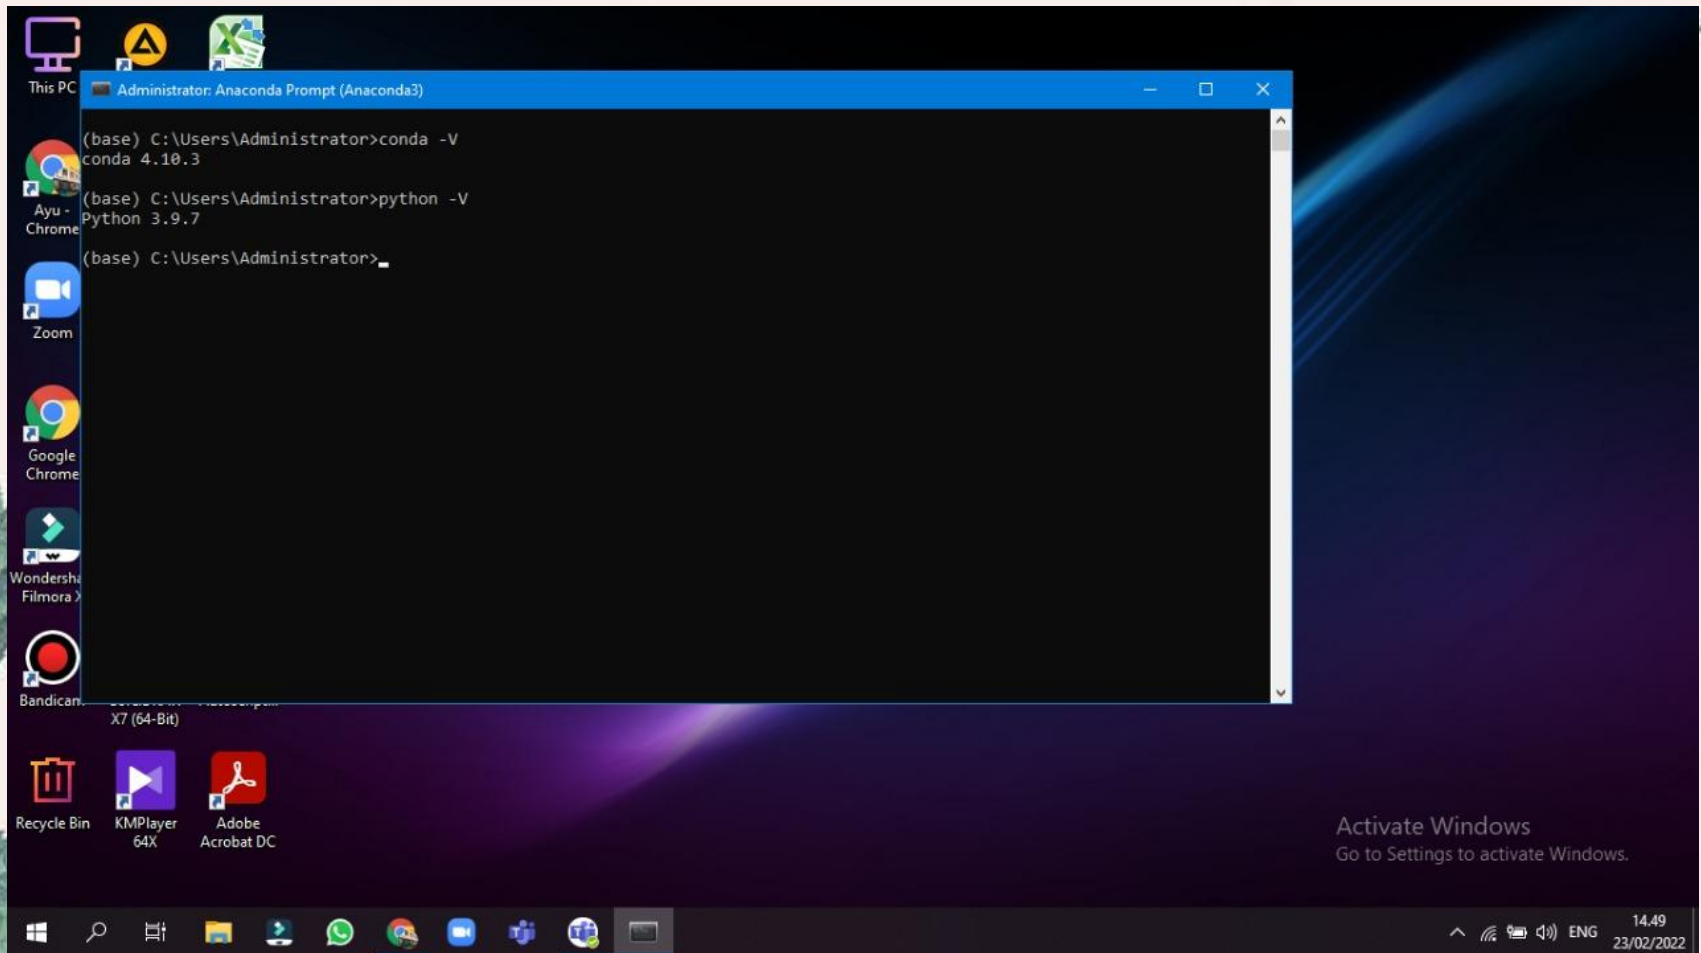 This PC
Administrator: Anaconda Prompt (Anaconda3)
(base) C:\Users\Administrator>conda -V
conda 4.10.3
(base) C:\Users\Administrator>python -V
Python 3.9.7
(base) C:\Users\Administrator>
Ayu -
Chrome
Zoom
Google
Chrome
Wondersha
Filmora X
Bandicam
X7 (64-Bit)
Recycle Bin
KMPlayer
64X
Adobe
Acrobat DC
Activate Windows
Go to Settings to activate Windows.
ENG
14.49
23/02/2022